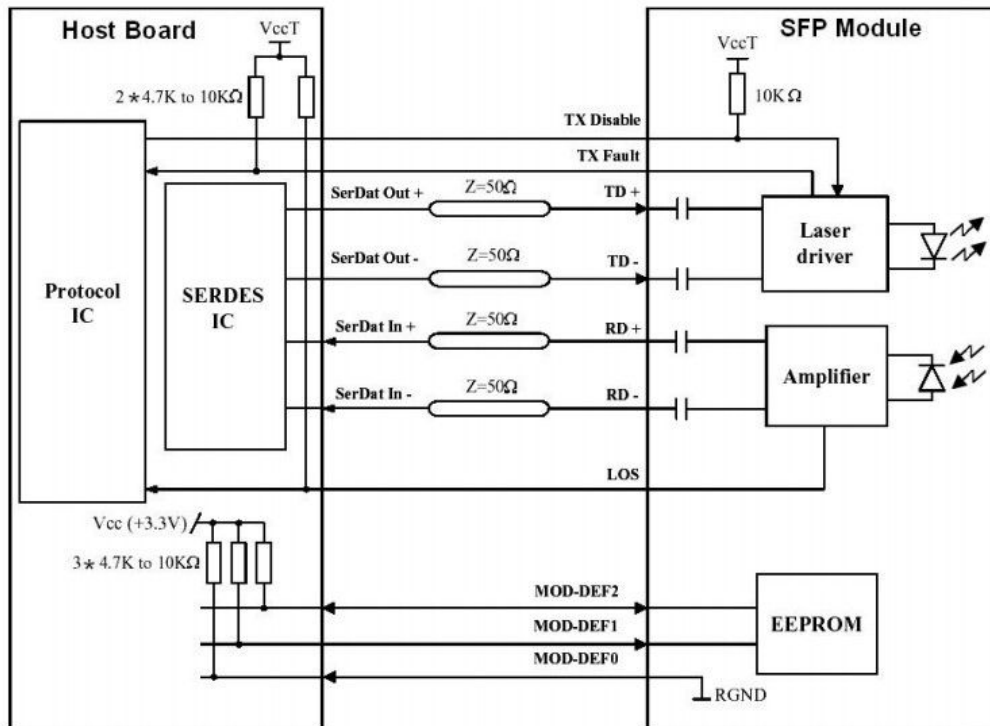 Host Board
SFP Module
VccT
VccT
2*4.7K to 10KΩ
10KΩ
TX Disable
TX Fault
SerDat Out +
Z=50Ω
TD +
Laser
driver
SerDat Out -
Z=50Ω
TD -
Protocol
IC
SERDES
IC
SerDat In +
Z=50Ω
RD +
Amplifier
SerDat In -
Z=50Ω
RD -
LOS
Vcc (+3.3V)
3*4.7K to 10KΩ
MOD-DEF2
EEPROM
MOD-DEF1
MOD-DEF0
RGND